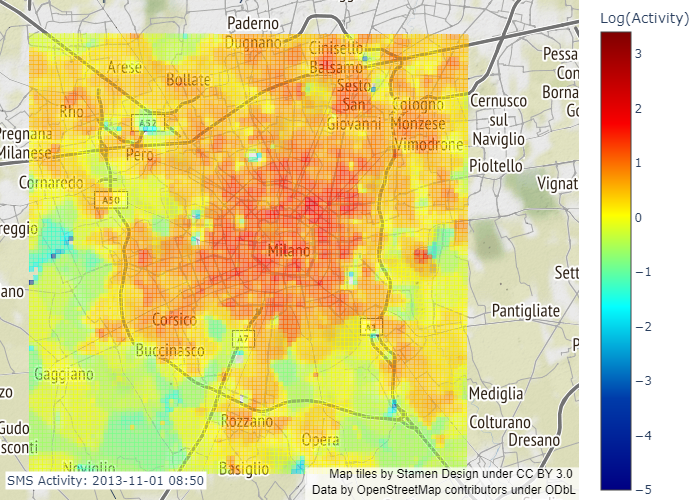 Paderno
Dugnano
Cinisello
Balsamo
Arese
Bollate
Sesto
San
Giovanni
Rho
Cologno
Monzese
Vimodrone
A52
Pregnana
Milanese
Pero
Cernusco
sul
Naviglio
Pioltello
Pessa
Con
Borna
Go
Vignat
Cornaredo
A50
reggio
Milano
Sett
ano
Pantigliate
Corsico
A7
Buccinasco
Gaggiano
P
zo
Mediglia
Colturano
Dresano
Rozzano
Opera
Gudo
sconti
Noviglio
Basiglio
SMS Activity: 2013-11-01 08:50
Map tiles by Stamen Design under CC BY 3.0
Data by OpenStreetMap contributors under ODbL
Log(Activity)
3
2
1
0
−1
−2
−3
−4
−5